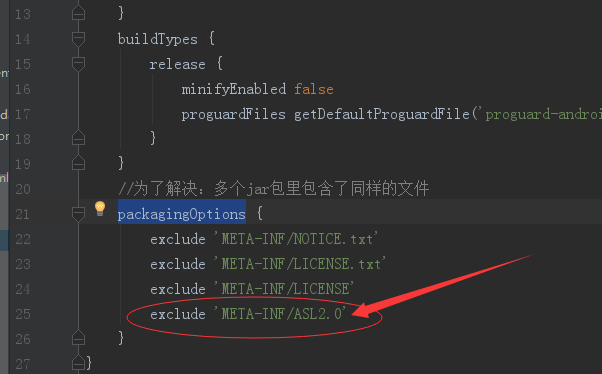 13 }
14 buildTypes {
15 release {
16 minifyEnabled false
17 proguardFiles getDefaultProguardFile('proguard-androi
18 }
19 }
20 //为了解决：多个jar包里包含了同样的文件
21 packagingOptions {
22 exclude 'META-INF/NOTICE.txt'
23 exclude 'META-INF/LICENSE.txt'
24 exclude 'META-INF/LICENSE'
25 exclude 'META-INF/ASL2.0'
26 }
27 }